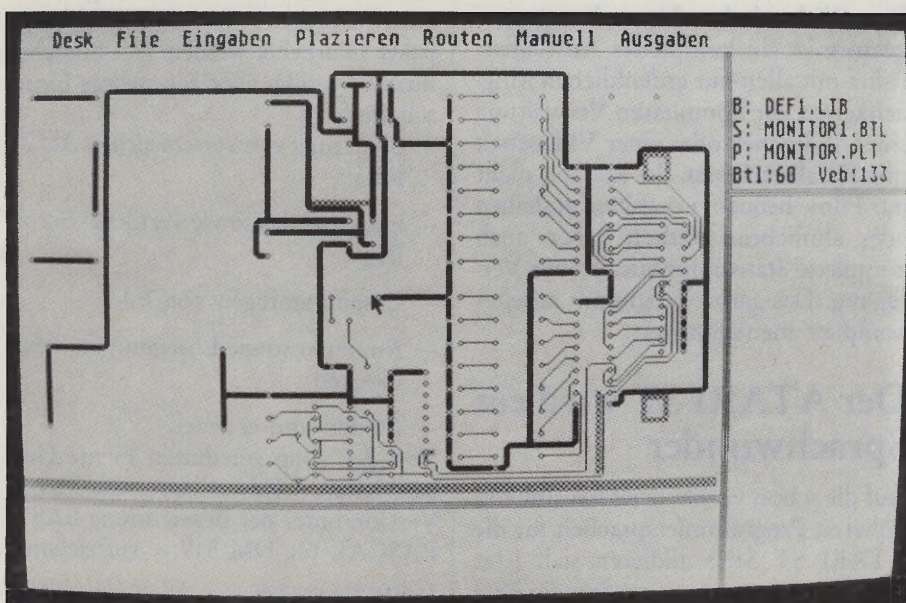 Desk File Eingaben Plazieren Routen Manuell Ausgaben
B: DEF1.LIB
S: MONITOR1.BTL
P: MONITOR.PLT
Btl:60 Veb:133